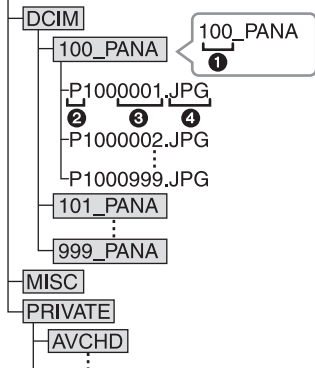 DCIM
100_PANA
100_PANA
❶
P1000001.JPG
❷ ❸ ❹
P1000002.JPG
P1000999.JPG
101_PANA
999_PANA
MISC
PRIVATE
AVCHD